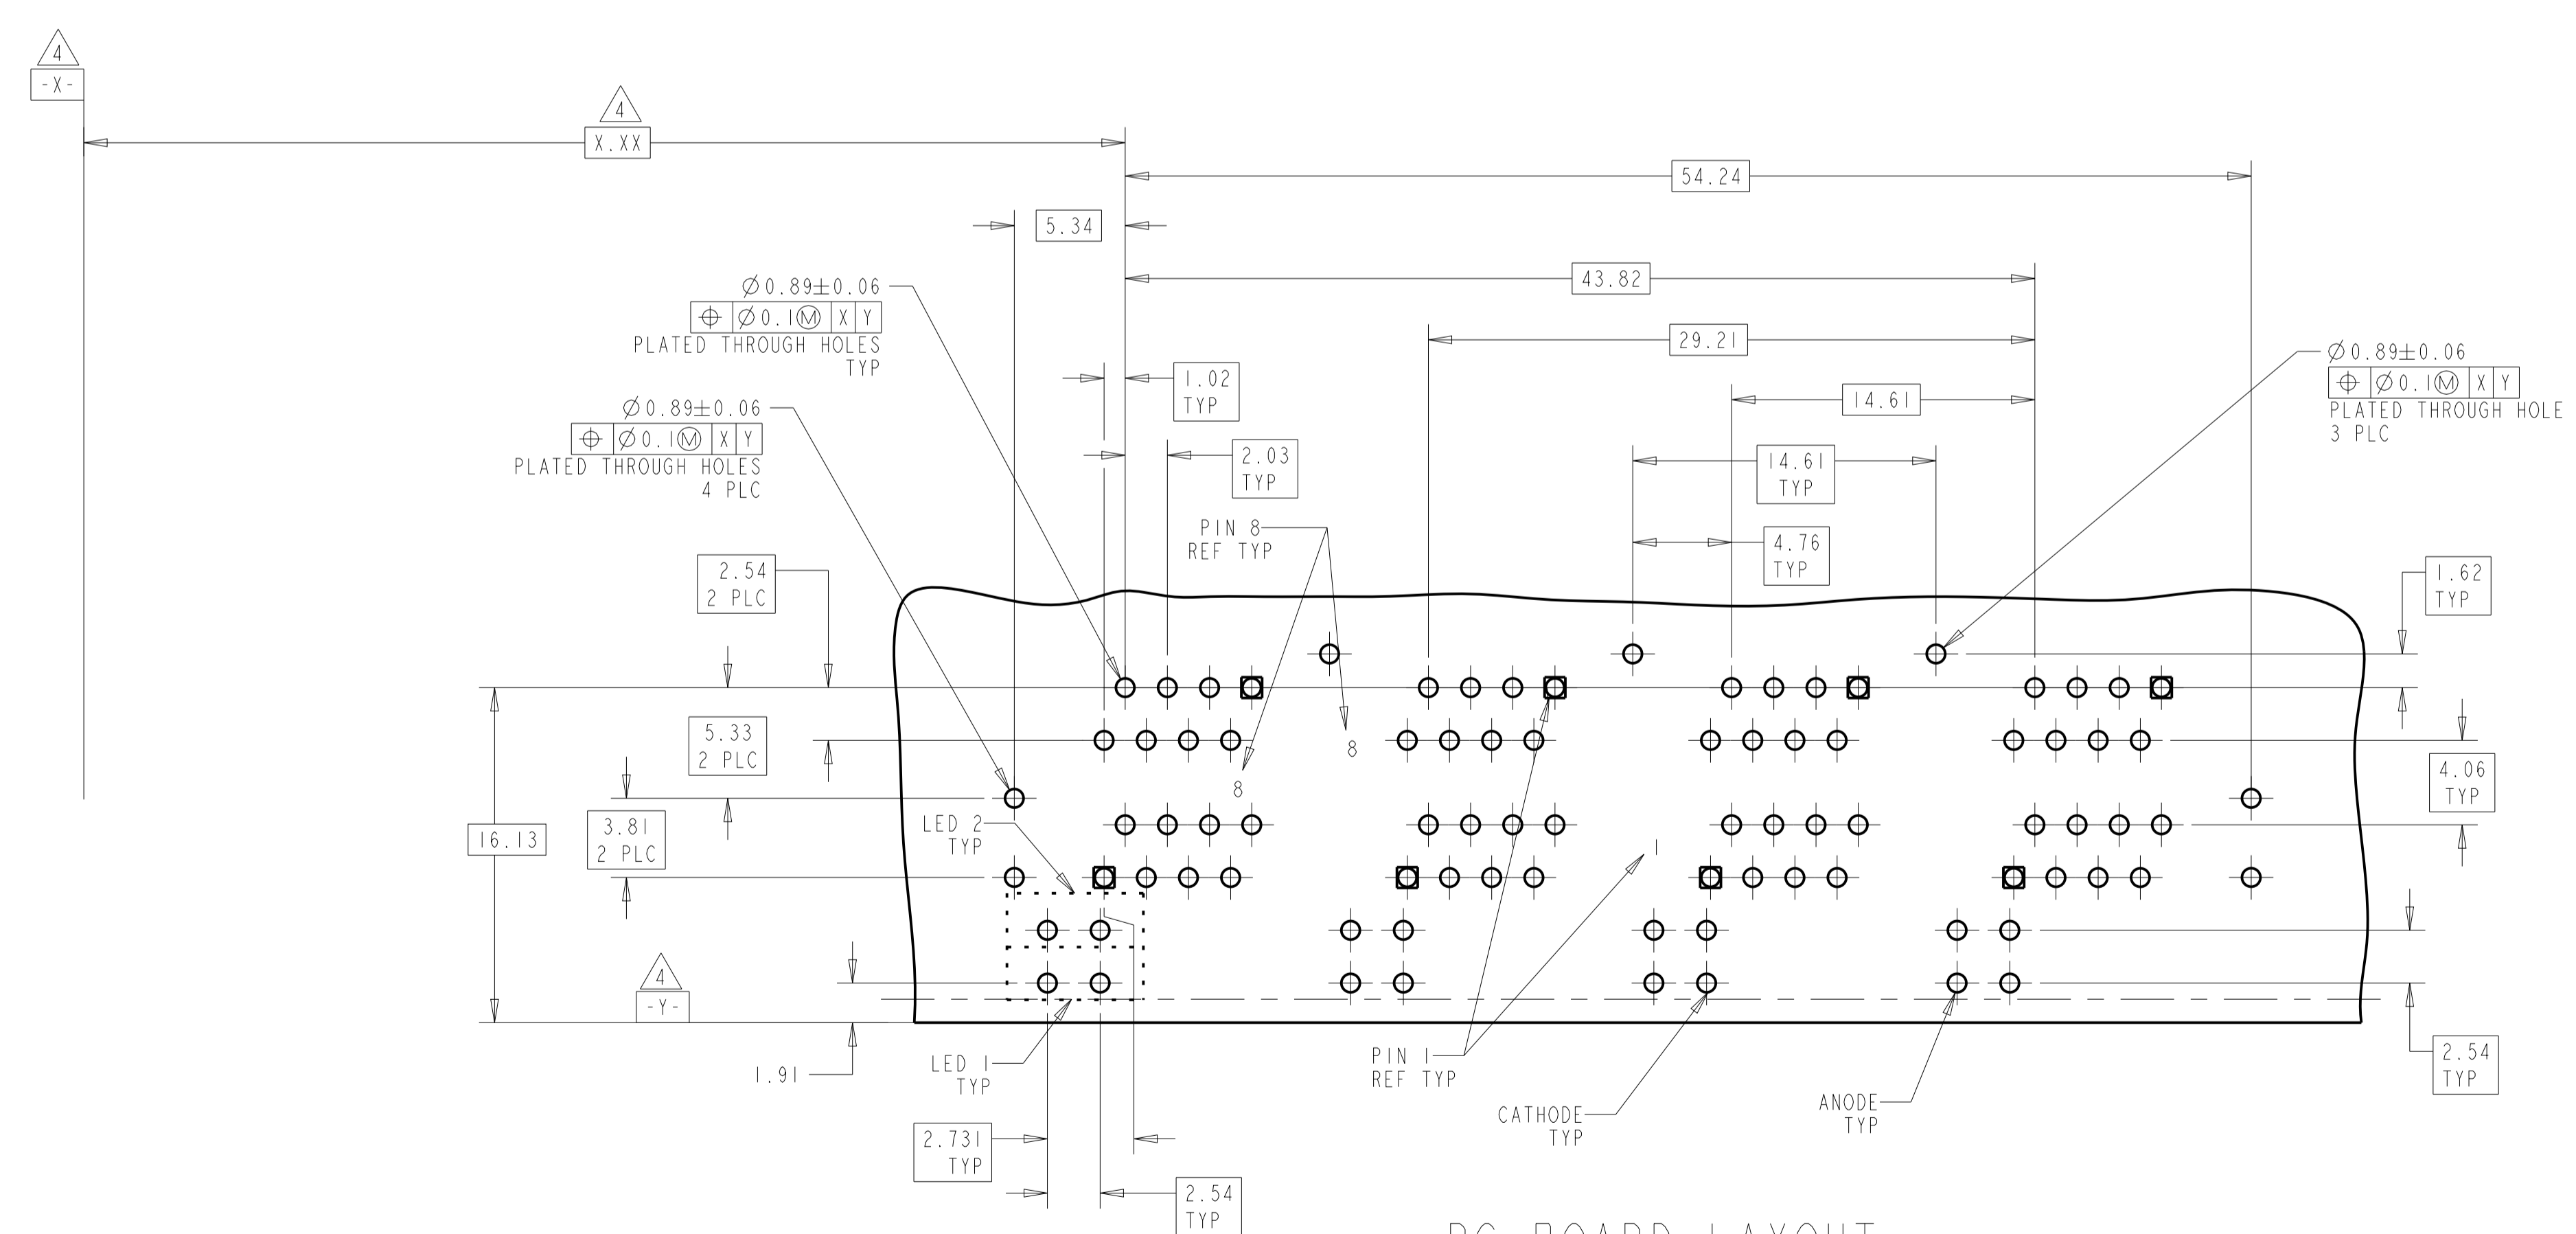 4
-X-
4
X.XX
54.24
5.34
43.82
Ø0.89±0.06
⌖ Ø0.1Ⓜ X Y
PLATED THROUGH HOLES
TYP
29.21
1.02
TYP
Ø0.89±0.06
⌖ Ø0.1Ⓜ X Y
PLATED THROUGH HOLE
3 PLC
14.61
Ø0.89±0.06
⌖ Ø0.1Ⓜ X Y
PLATED THROUGH HOLES
4 PLC
2.03
TYP
14.61
TYP
PIN 8
REF TYP
4.76
TYP
2.54
2 PLC
1.62
TYP
5.33
2 PLC
8
8
4.06
TYP
3.81
2 PLC
16.13
LED 2
TYP
1
4
-Y-
1.91
LED 1
TYP
PIN 1
REF TYP
CATHODE
TYP
ANODE
TYP
2.54
TYP
2.731
TYP
2.54
TYP
PC BOARD LAYOUT